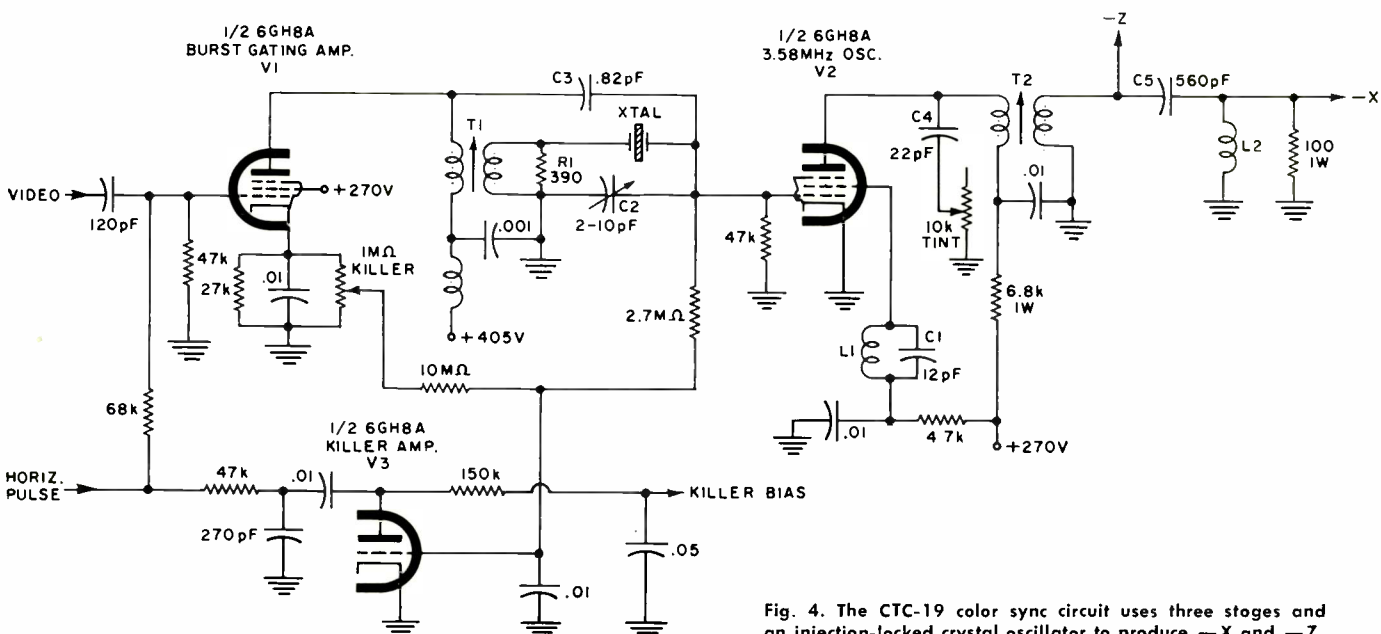 1/2 6GH8A
BURST GATING AMP.
V1
1/2 6GH8A
3.58MHz OSC.
V2
−Z
C3 .82pF
T2
C5 560pF
−X
XTAL
T1
C4
22pF
R1
390
L2
100
1W
VIDEO
+270V
.01
120pF
C2
2-10pF
.001
10k
TINT
47k
1MΩ
KILLER
47k
27k
.01
6.8k
1W
2.7MΩ
+405V
L1
C1
12pF
10MΩ
68k
.01
47k
+270V
1/2 6GH8A
KILLER AMP.
V3
HORIZ.
PULSE
47k
.01
150k
KILLER BIAS
270pF
.05
.01
Fig. 4. The CTC-19 color sync circuit uses three stoges and
an injection-locked crystal oscillator to produce −X and −Z